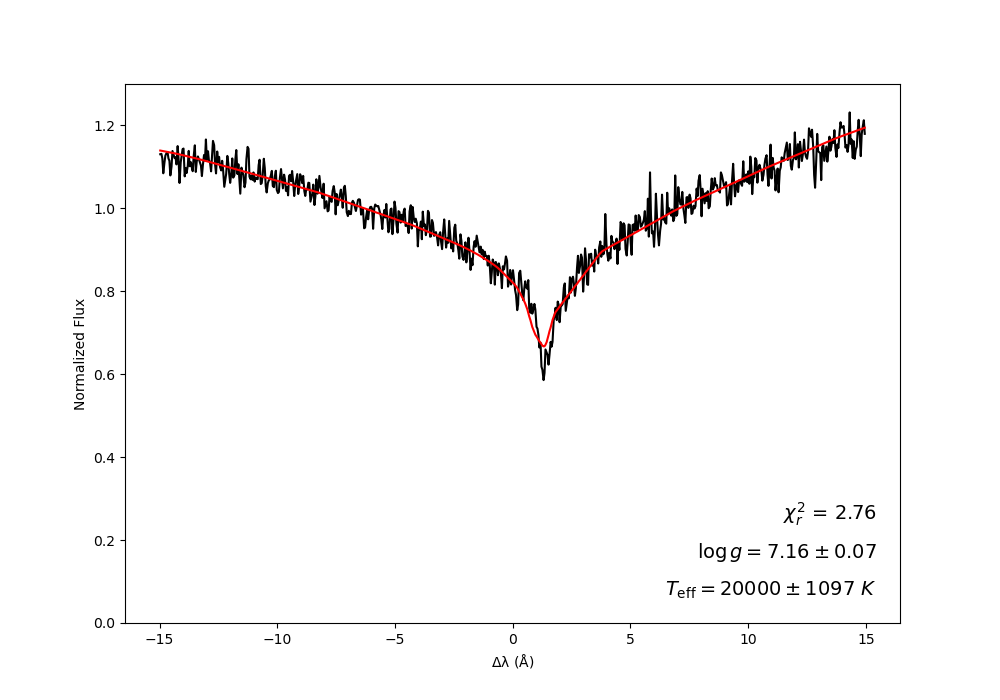 1.2
1.0
0.8
0.6
0.4
0.2
0.0
Normalized Flux
χ²ᵣ = 2.76
log g = 7.16 ± 0.07
T_eff = 20000 ± 1097 K
−15 −10 −5 0 5 10 15
Δλ (Å)